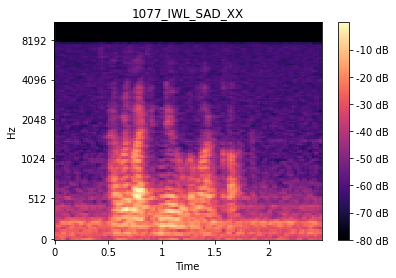 1077_IWL_SAD_XX
8192
4096
2048
1024
512
0
Hz
0
0.5
1
1.5
2
Time
-10 dB
-20 dB
-30 dB
-40 dB
-50 dB
-60 dB
-70 dB
-80 dB